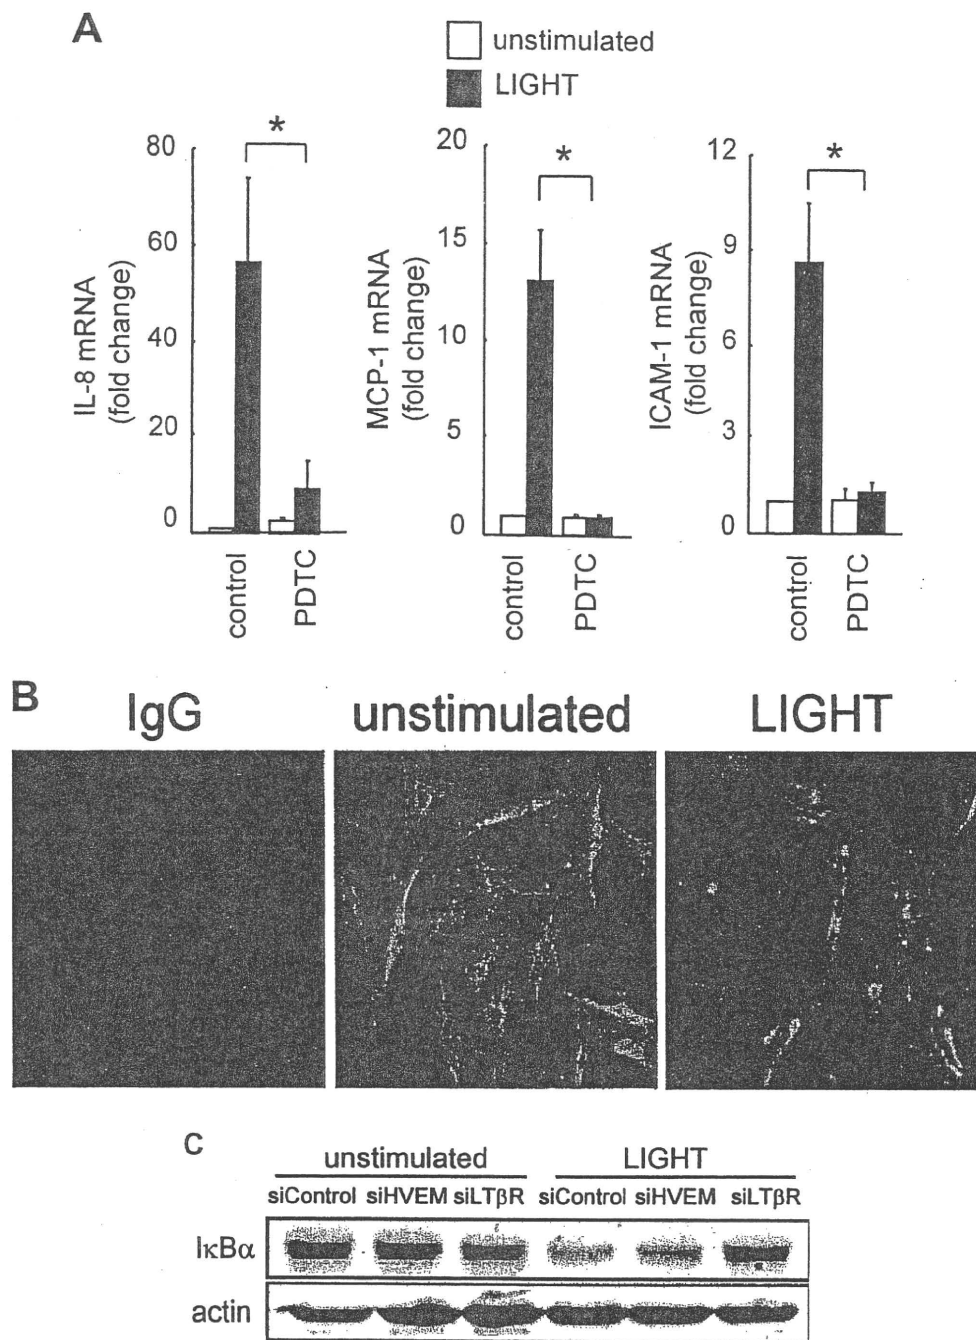 A
unstimulated
LIGHT
80
60
40
20
0
IL-8 mRNA
(fold change)
*
control
PDTC
20
15
10
5
0
MCP-1 mRNA
(fold change)
*
control
PDTC
12
9
6
3
0
ICAM-1 mRNA
(fold change)
*
control
PDTC
B
IgG
unstimulated
LIGHT
C
unstimulated
LIGHT
siControl siHVEM siLTβR siControl siHVEM siLTβR
IκBα
actin